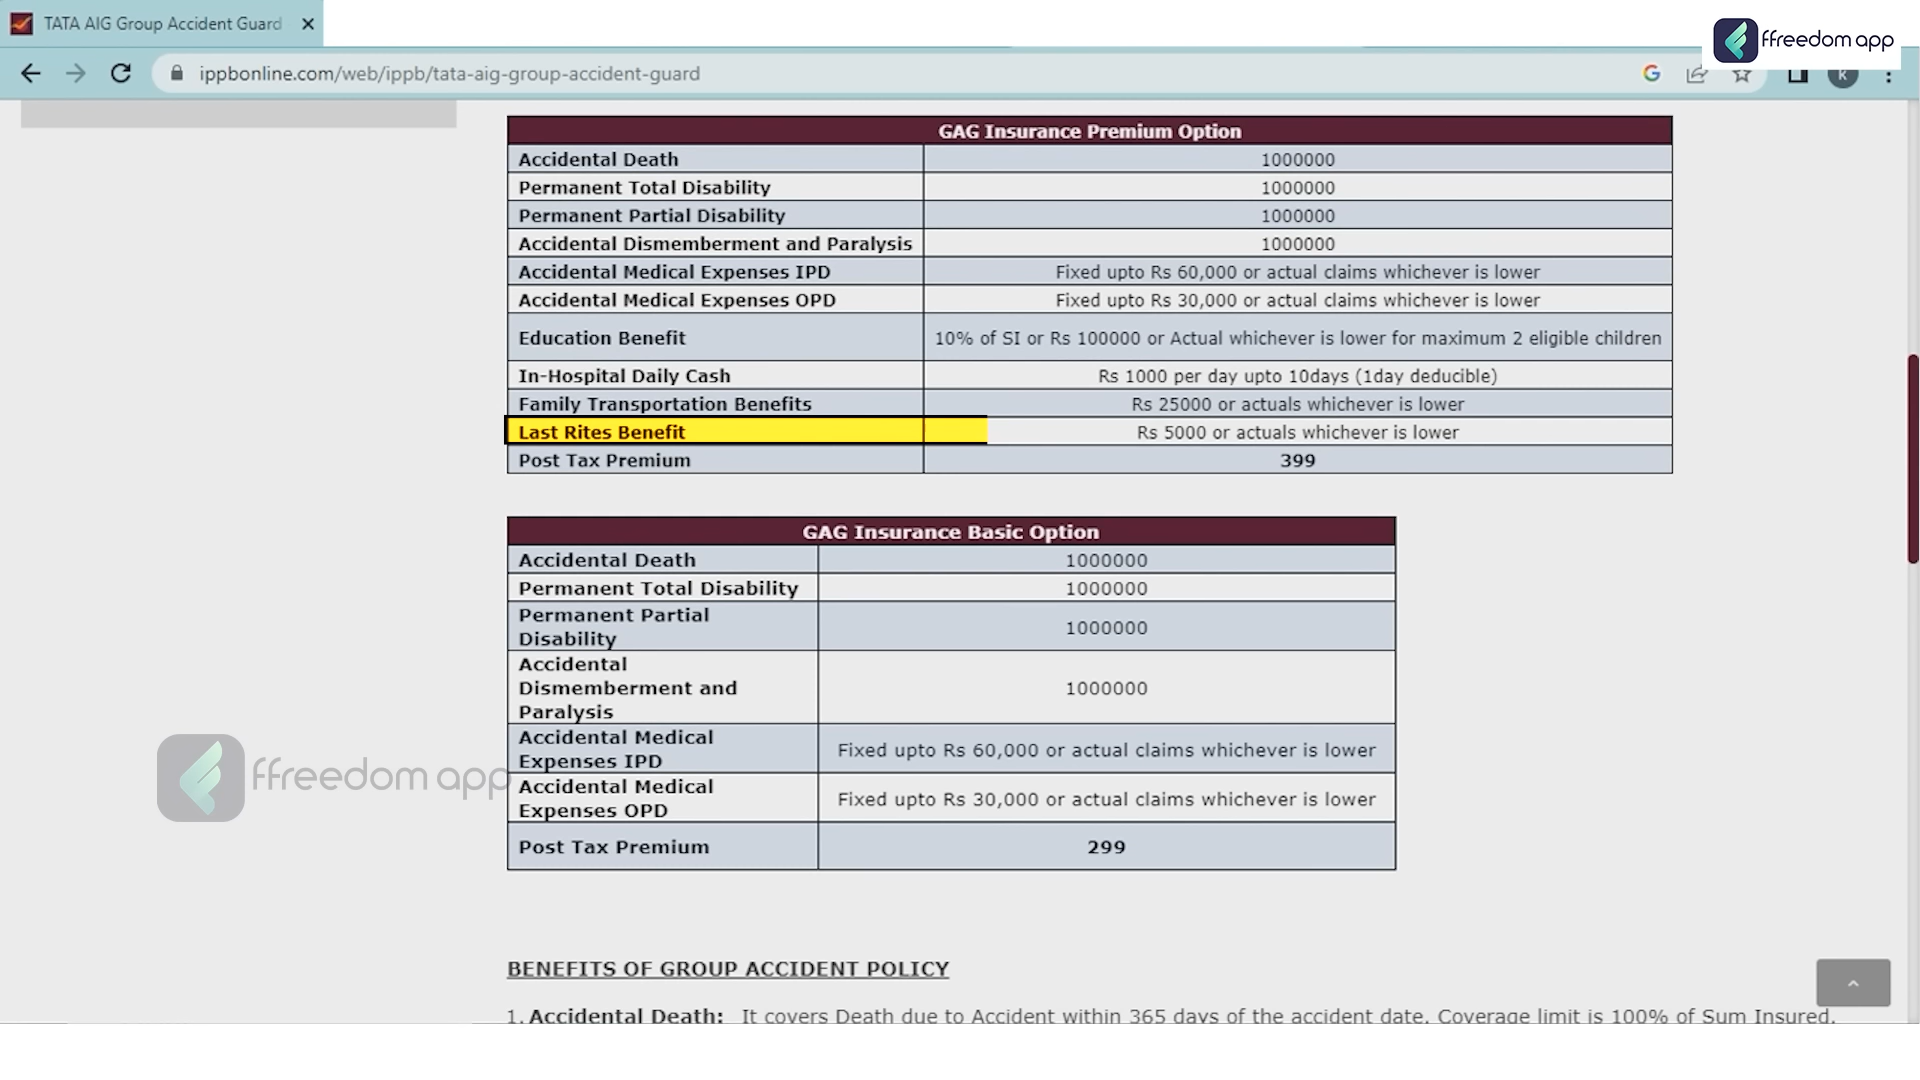 TATA AIG Group Accident Guard
ffreedom app
ippbonline.com/web/ippb/tata-aig-group-accident-guard
G
k
GAG Insurance Premium Option
Accidental Death 1000000
Permanent Total Disability 1000000
Permanent Partial Disability 1000000
Accidental Dismemberment and Paralysis 1000000
Accidental Medical Expenses IPD Fixed upto Rs 60,000 or actual claims whichever is lower
Accidental Medical Expenses OPD Fixed upto Rs 30,000 or actual claims whichever is lower
Education Benefit 10% of SI or Rs 100000 or Actual whichever is lower for maximum 2 eligible children
In-Hospital Daily Cash Rs 1000 per day upto 10days (1day deducible)
Family Transportation Benefits Rs 25000 or actuals whichever is lower
Last Rites Benefit Rs 5000 or actuals whichever is lower
Post Tax Premium 399
GAG Insurance Basic Option
Accidental Death 1000000
Permanent Total Disability 1000000
Permanent Partial
Disability 1000000
Accidental
Dismemberment and 1000000
Paralysis
Accidental Medical
Expenses IPD Fixed upto Rs 60,000 or actual claims whichever is lower
ffreedom app
Accidental Medical
Expenses OPD Fixed upto Rs 30,000 or actual claims whichever is lower
Post Tax Premium 299
BENEFITS OF GROUP ACCIDENT POLICY
1. Accidental Death: It covers Death due to Accident within 365 days of the accident date. Coverage limit is 100% of Sum Insured.